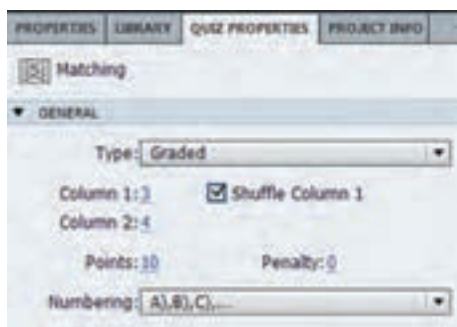 PROPERTIES LIBRARY QUIZ PROPERTIES PROJECT INFO
Matching
GENERAL
Type: Graded
Column 1: 3 Shuffle Column 1
Column 2: 4
Points: 10 Penalty: 0
Numbering: A),B),C),...